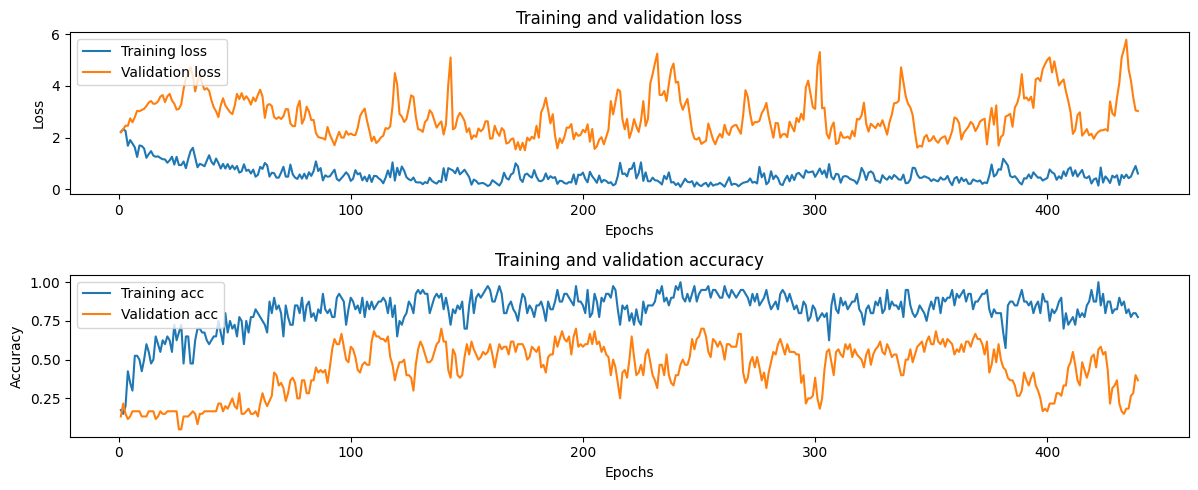 Training and validation loss
6
4
2
0
Loss
Training loss
Validation loss
0
100
200
300
400
Epochs
Training and validation accuracy
1.00
0.75
0.50
0.25
Accuracy
Training acc
Validation acc
0
100
200
300
400
Epochs